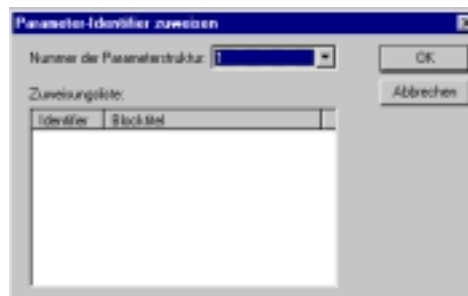 Parameter-Identifier zuweisen
Nummer der Parameterstruktur: 1
OK
Zuweisungsliste:
Abbrechen
Identifier Blocktitel